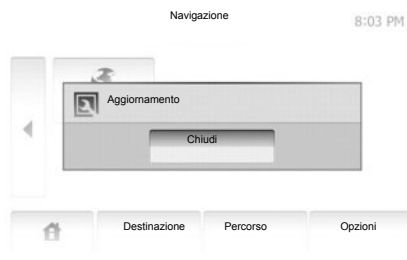 Navigazione
8:03 PM
Aggiornamento
Chiudi
Destinazione
Percorso
Opzioni